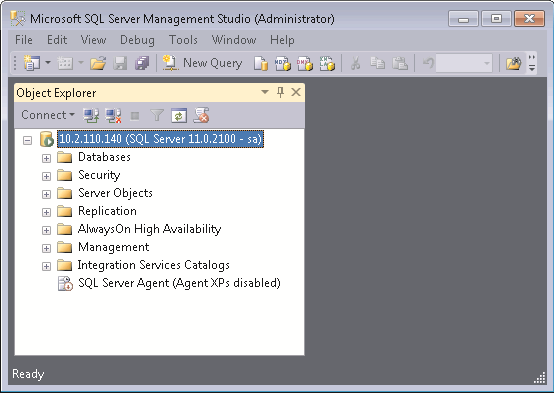 Microsoft SQL Server Management Studio (Administrator)
File Edit View Debug Tools Window Help
New Query
Object Explorer
Connect
10.2.110.140 (SQL Server 11.0.2100 - sa)
Databases
Security
Server Objects
Replication
AlwaysOn High Availability
Management
Integration Services Catalogs
SQL Server Agent (Agent XPs disabled)
Ready